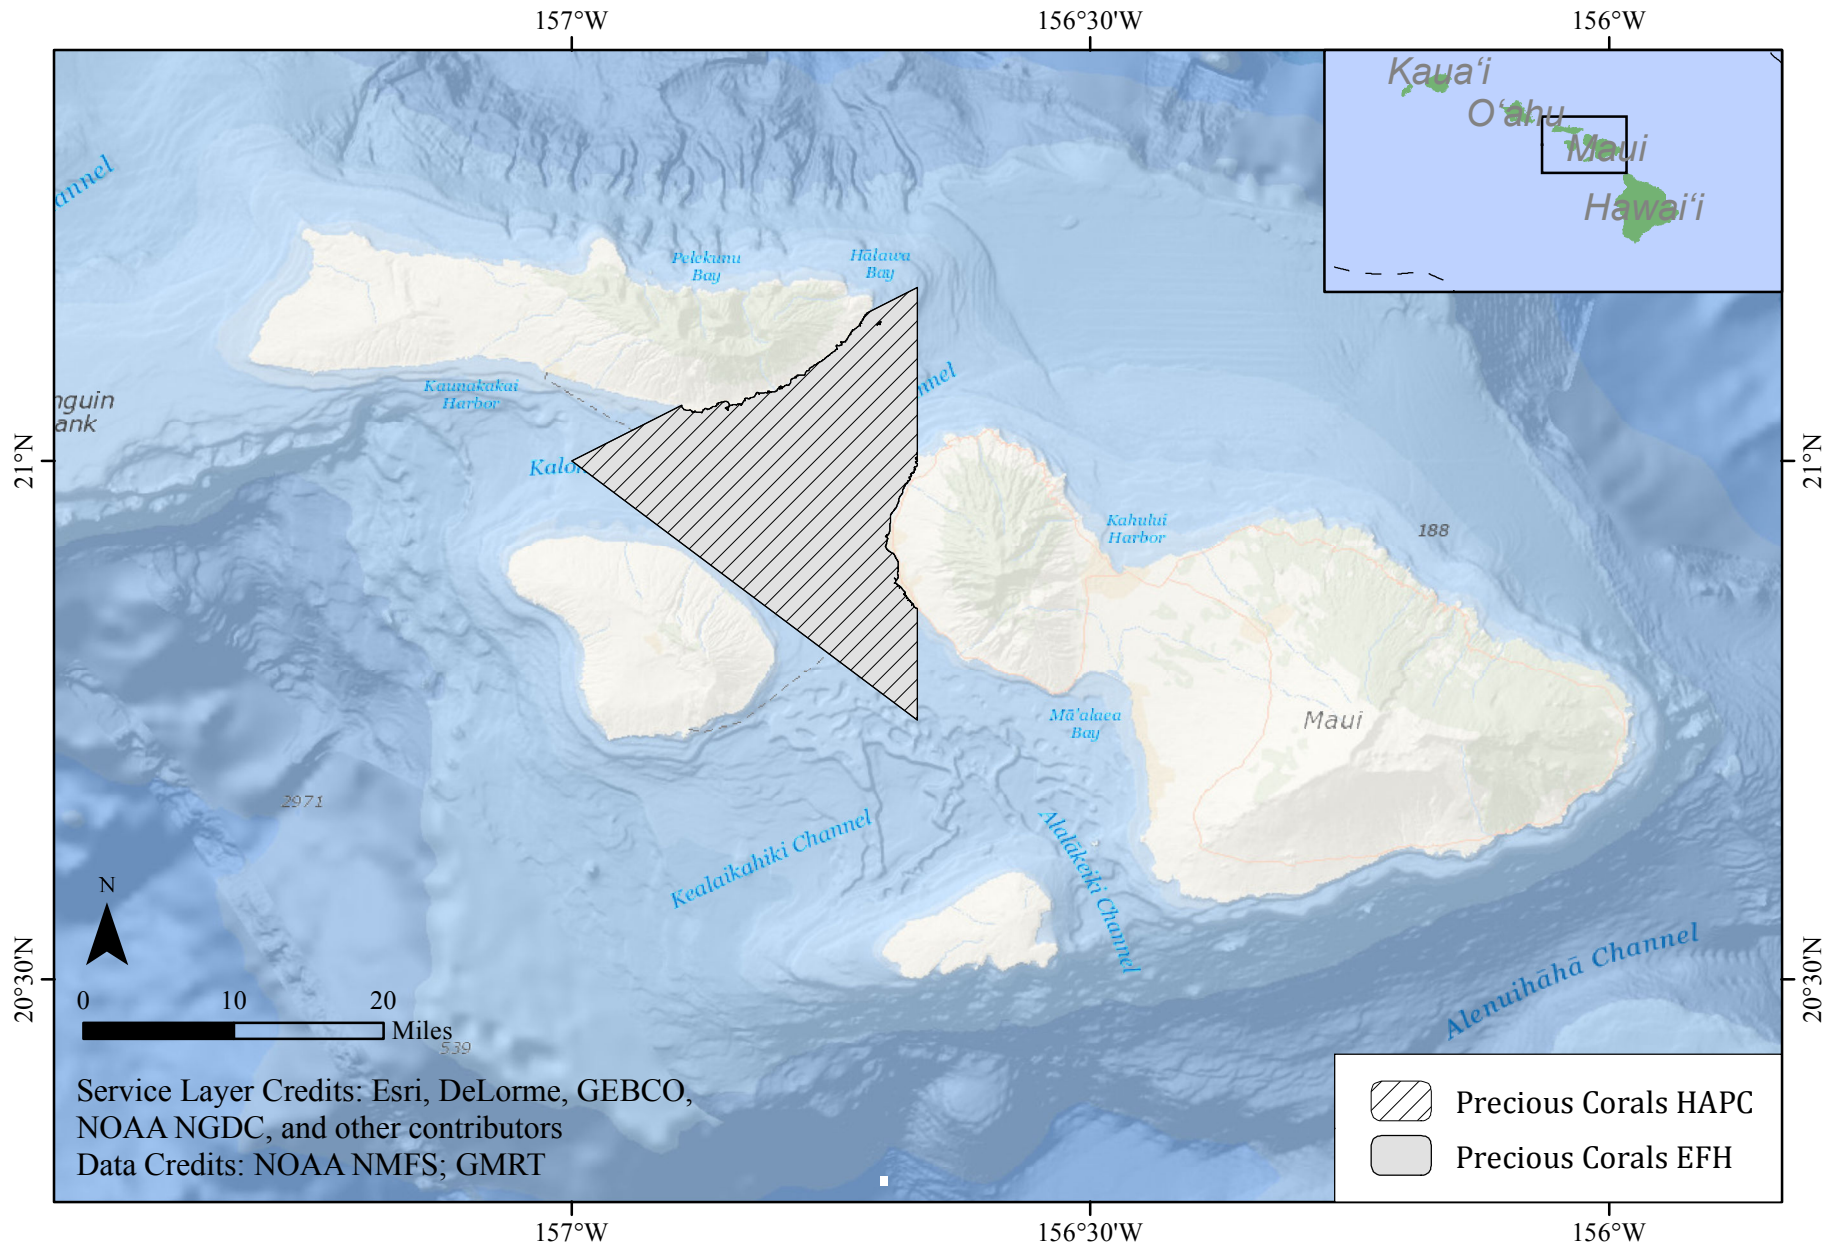 157°W
156°30'W
156°W
Kaua‘i
O‘ahu
Maui
Hawai‘i
annel
Pelekunu
Bay
Hālawa
Bay
Kaunakakai
Harbor
nnel
nguin
ank
21°N
21°N
Kalo
Kahului
Harbor
188
Mā‘alaea
Bay
Maui
2971
Kealaikahiki Channel
Alalākeiki Channel
Alenuihāhā Channel
N
20°30'N
20°30'N
0
10
20
Miles
539
Service Layer Credits: Esri, DeLorme, GEBCO,
NOAA NGDC, and other contributors
Data Credits: NOAA NMFS; GMRT
Precious Corals HAPC
Precious Corals EFH
157°W
156°30'W
156°W